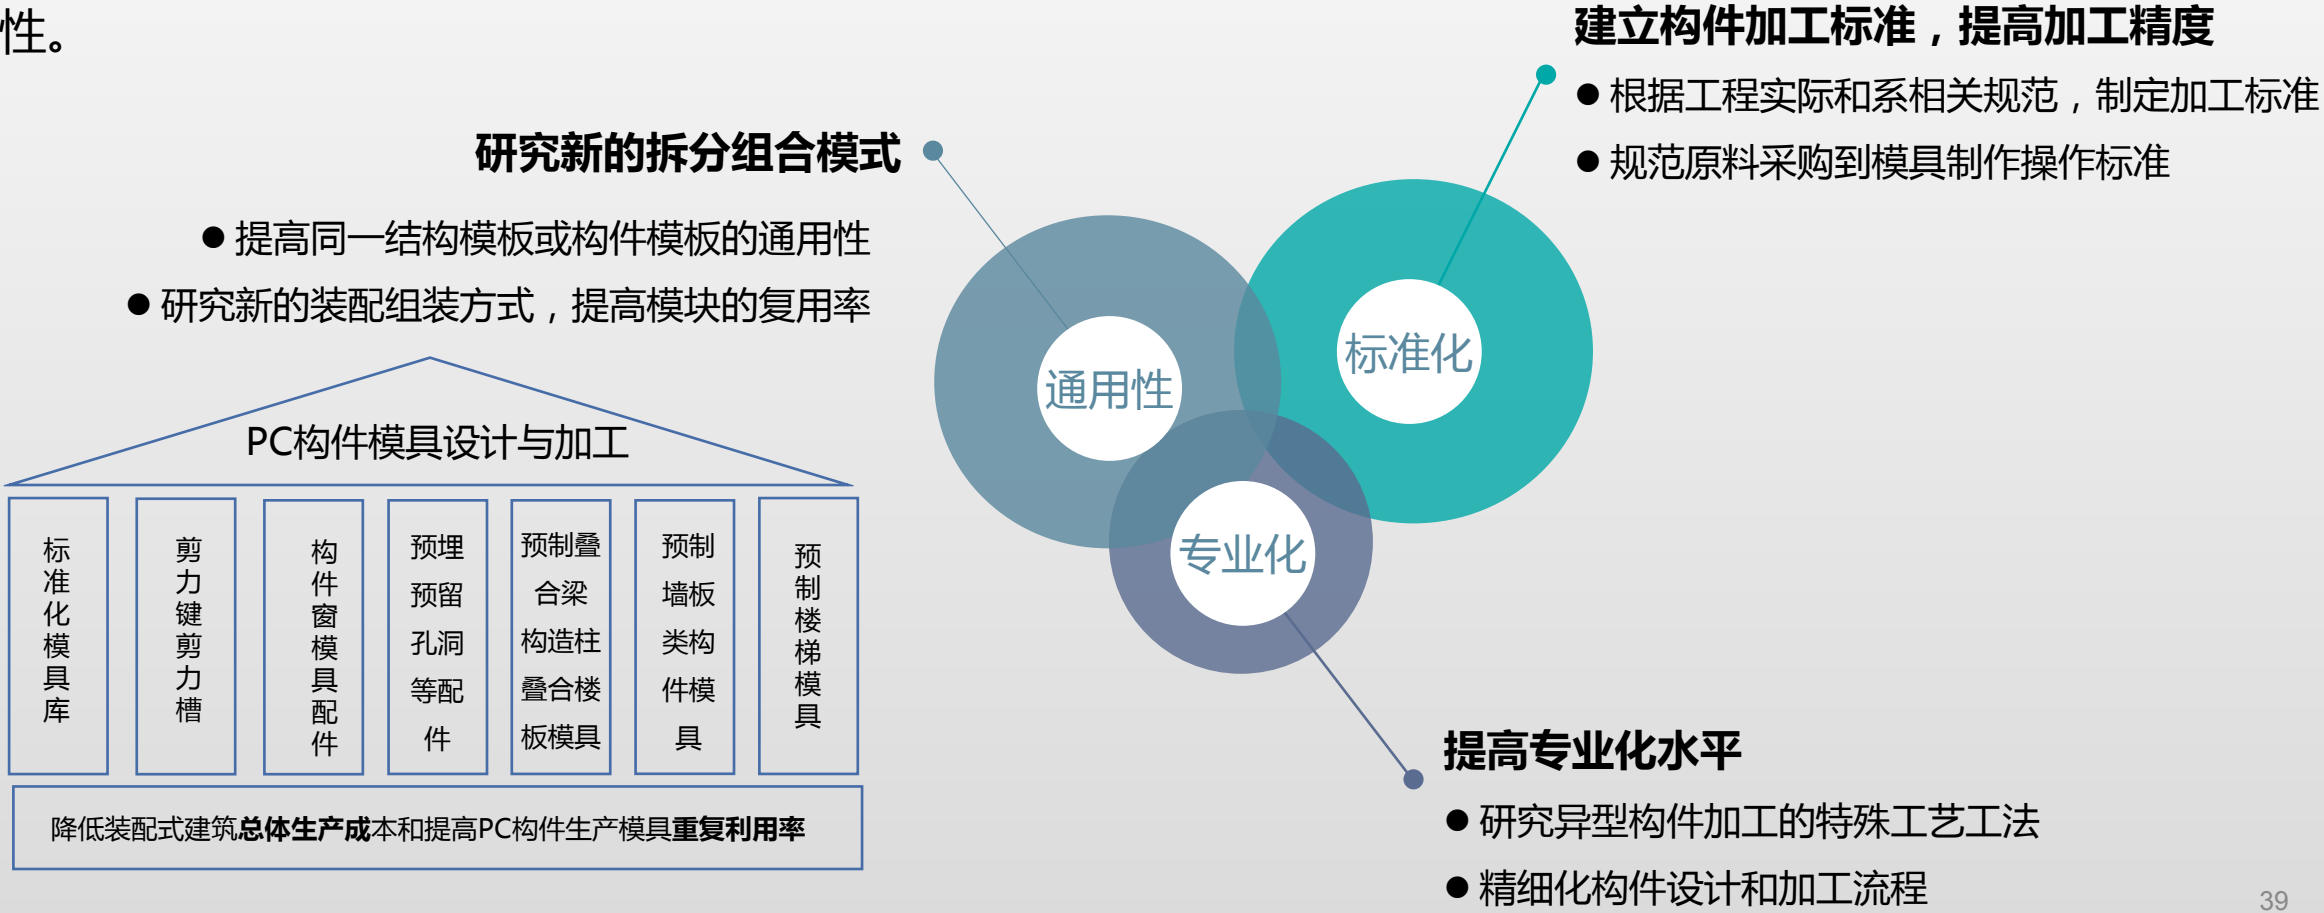 性。
研究新的拆分组合模式
● 提高同一结构模板或构件模板的通用性
● 研究新的装配组装方式，提高模块的复用率
PC构件模具设计与加工
标准化模具库
剪力键剪力槽
构件窗模具配件
预埋
预留
孔洞
等配
件
预制叠
合梁
构造柱
叠合楼
板模具
预制
墙板
类构
件模
具
预制楼梯模具
降低装配式建筑总体生产成本和提高PC构件生产模具重复利用率
通用性
标准化
专业化
建立构件加工标准，提高加工精度
● 根据工程实际和系相关规范，制定加工标准
● 规范原料采购到模具制作操作标准
提高专业化水平
● 研究异型构件加工的特殊工艺工法
● 精细化构件设计和加工流程
39